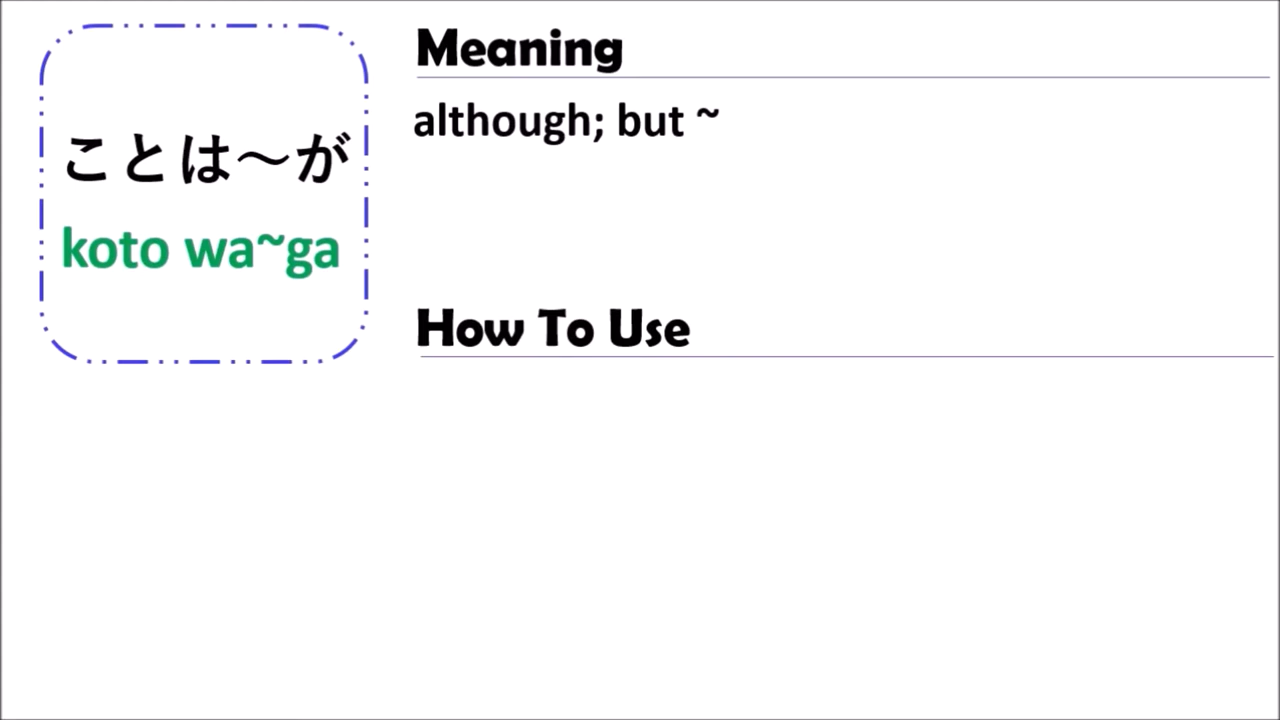 ことは～が
koto wa~ga
Meaning
although; but ~
How To Use